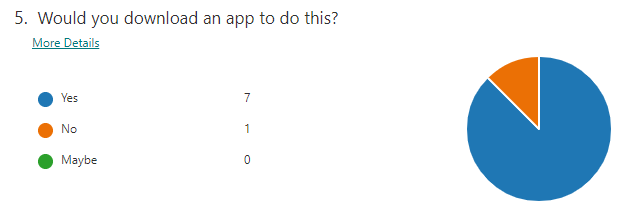 5. Would you download an app to do this?
More Details
Yes 7
No 1
Maybe 0